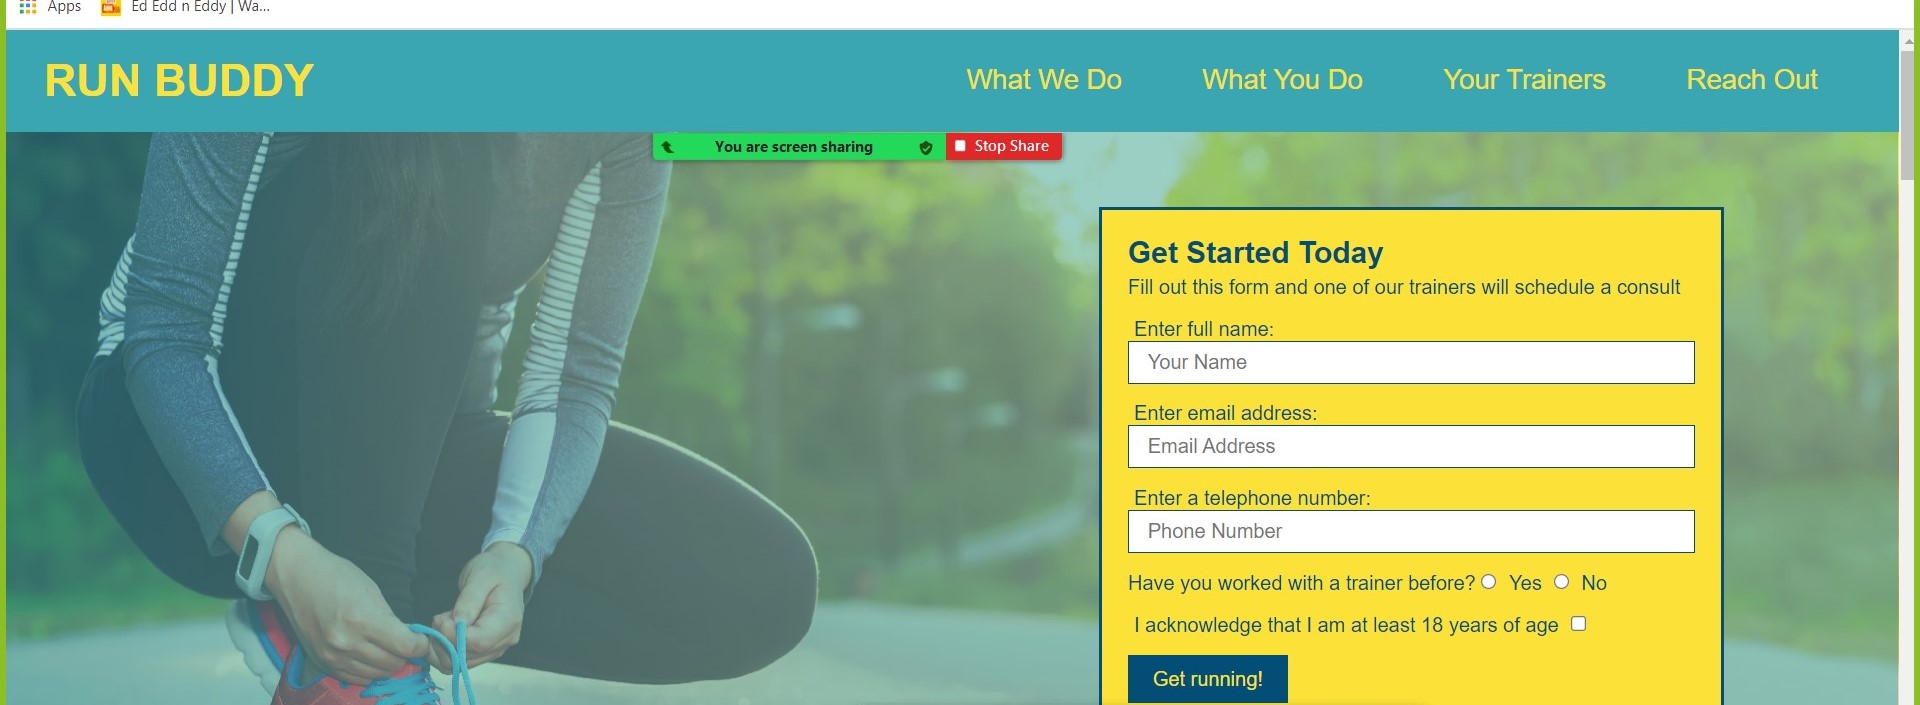 Apps Ed Edd n Eddy | Wa...
RUN BUDDY What We Do What You Do Your Trainers Reach Out
You are screen sharing Stop Share
Get Started Today
Fill out this form and one of our trainers will schedule a consult
Enter full name:
Your Name
Enter email address:
Email Address
Enter a telephone number:
Phone Number
Have you worked with a trainer before? Yes No
I acknowledge that I am at least 18 years of age
Get running!